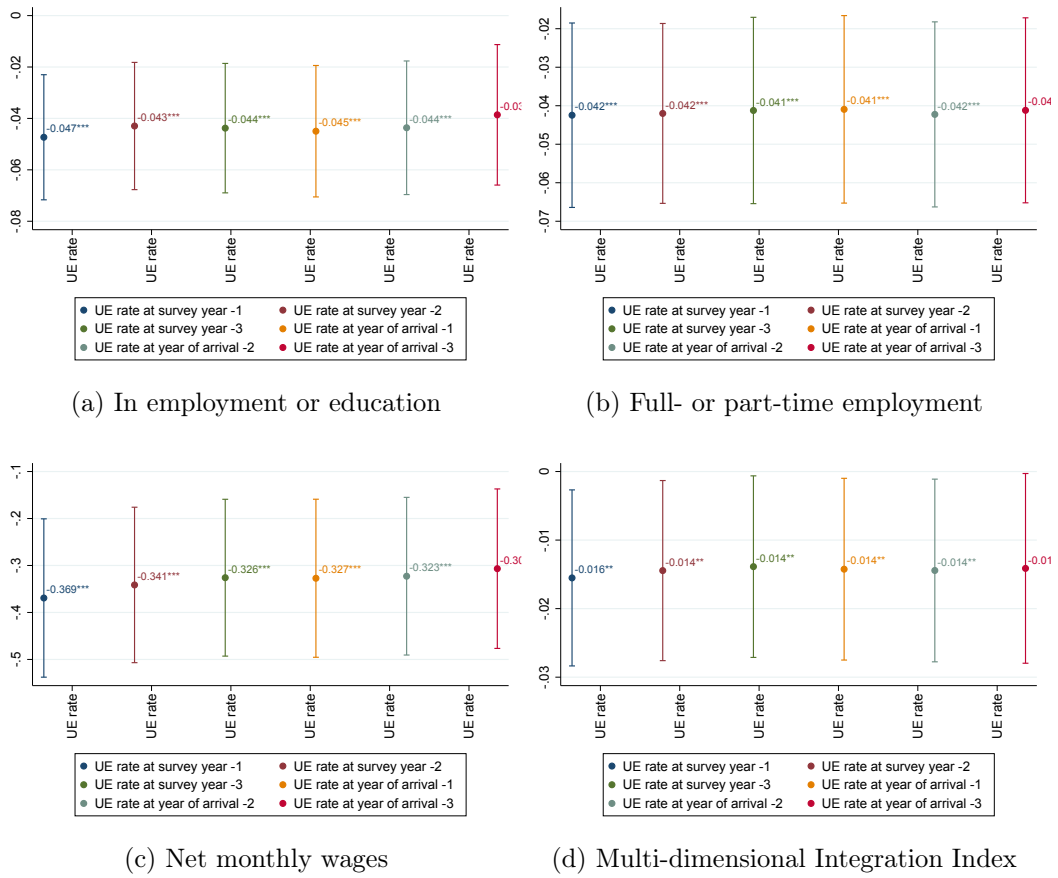 0
-.02
-.04
-.06
-.08
-0.047***
-0.043***
-0.044***
-0.045***
-0.044***
-0.03
UE rate
UE rate
UE rate
UE rate
UE rate
UE rate
UE rate at survey year -1
UE rate at survey year -2
UE rate at survey year -3
UE rate at year of arrival -1
UE rate at year of arrival -2
UE rate at year of arrival -3
(a) In employment or education
-.02
-.03
-.04
-.05
-.06
-.07
-0.042***
-0.042***
-0.041***
-0.041***
-0.042***
-0.04
UE rate
UE rate
UE rate
UE rate
UE rate
UE rate
UE rate at survey year -1
UE rate at survey year -2
UE rate at survey year -3
UE rate at year of arrival -1
UE rate at year of arrival -2
UE rate at year of arrival -3
(b) Full- or part-time employment
-.1
-.2
-.3
-.4
-.5
-0.369***
-0.341***
-0.326***
-0.327***
-0.323***
-0.30
UE rate
UE rate
UE rate
UE rate
UE rate
UE rate
UE rate at survey year -1
UE rate at survey year -2
UE rate at survey year -3
UE rate at year of arrival -1
UE rate at year of arrival -2
UE rate at year of arrival -3
(c) Net monthly wages
0
-.01
-.02
-.03
-0.016**
-0.014**
-0.014**
-0.014**
-0.014**
-0.01
UE rate
UE rate
UE rate
UE rate
UE rate
UE rate
UE rate at survey year -1
UE rate at survey year -2
UE rate at survey year -3
UE rate at year of arrival -1
UE rate at year of arrival -2
UE rate at year of arrival -3
(d) Multi-dimensional Integration Index